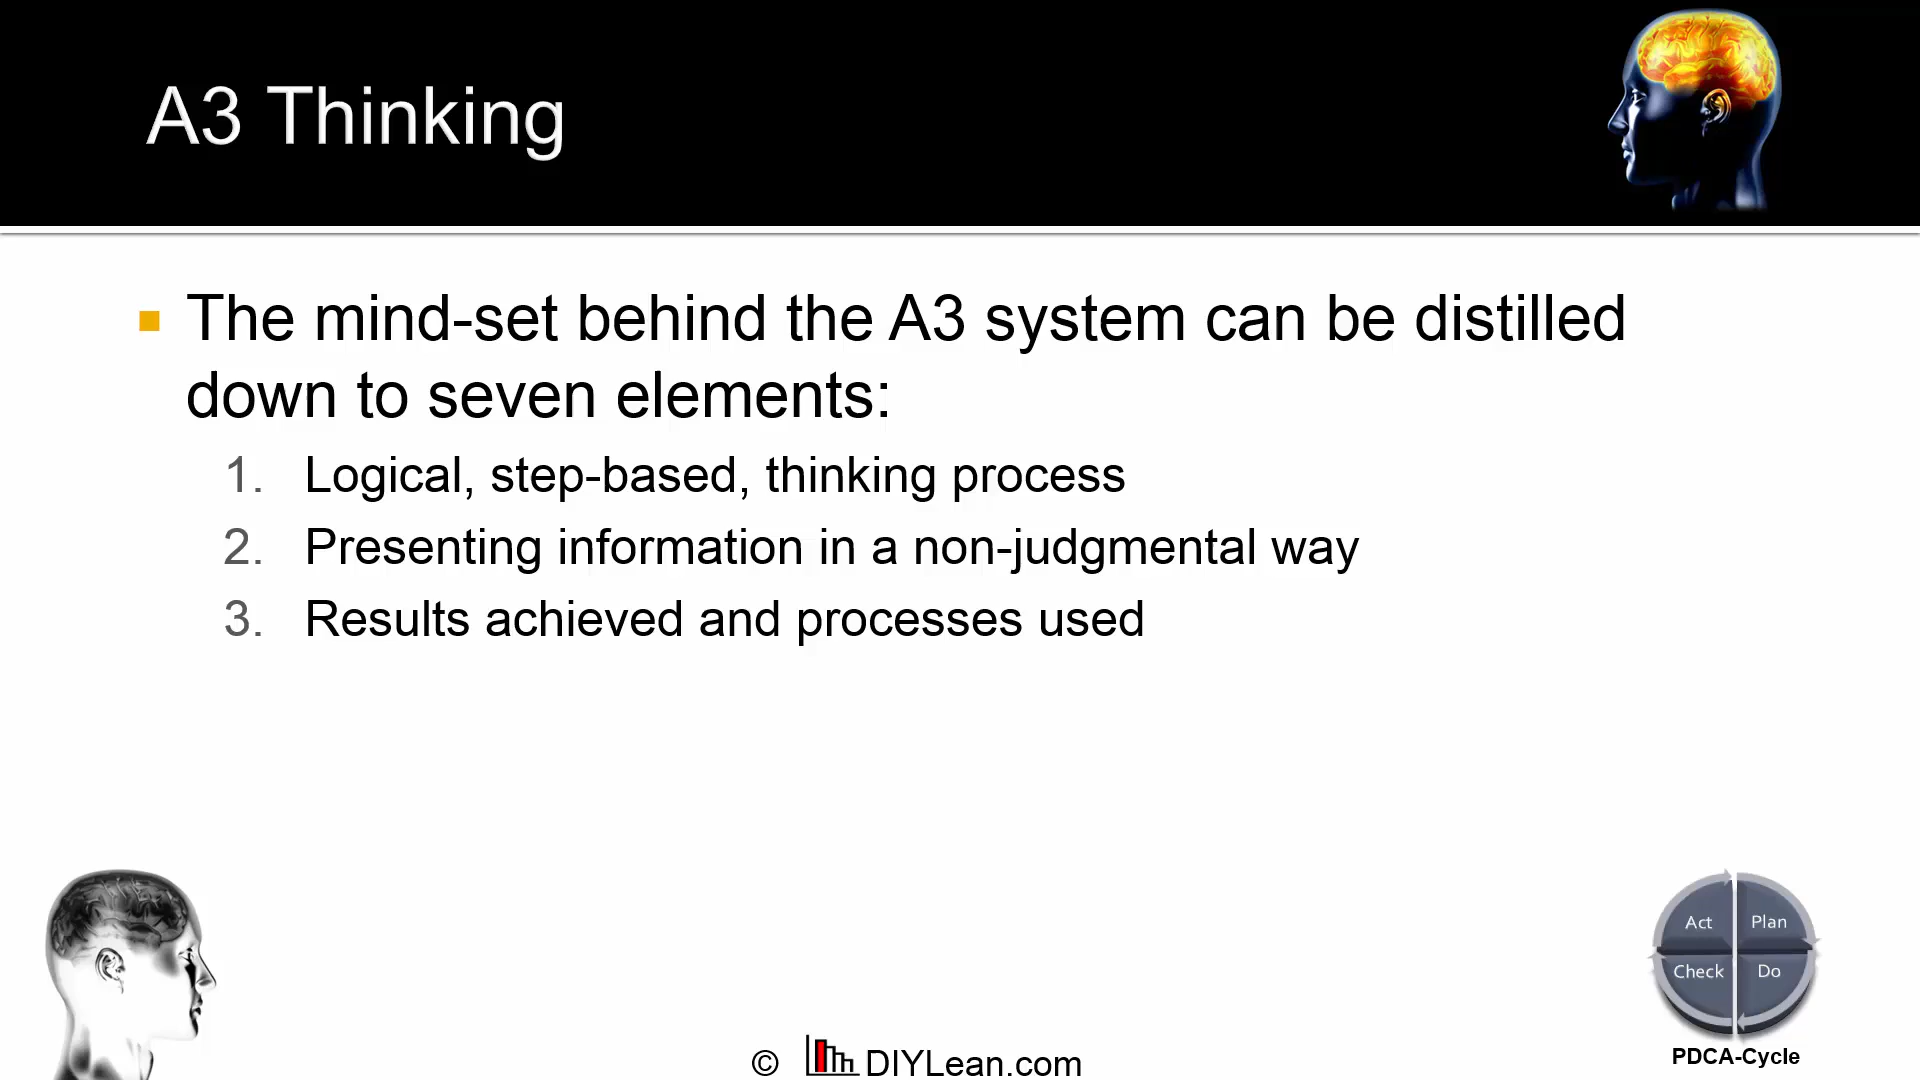 A3 Thinking
The mind-set behind the A3 system can be distilled
down to seven elements:
1. Logical, step-based, thinking process
2. Presenting information in a non-judgmental way
3. Results achieved and processes used
Act Plan
Check Do
PDCA-Cycle
© DIYLean.com